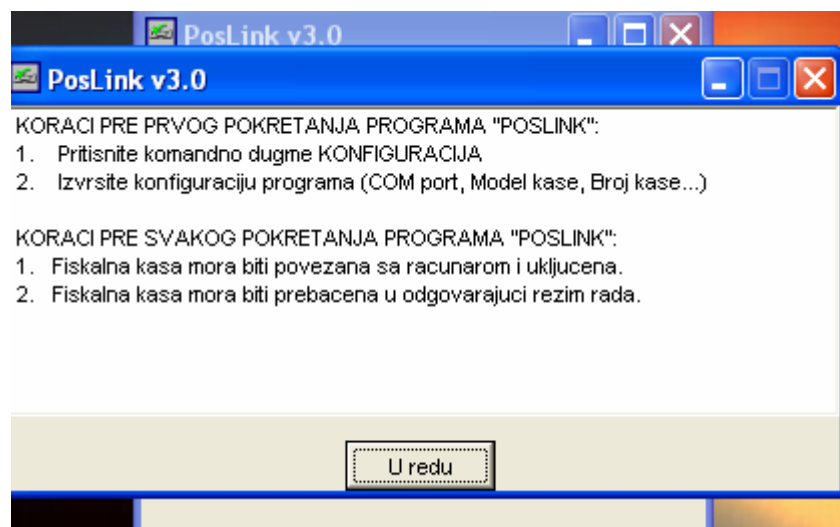 PosLink v3.0
PosLink v3.0
KORACI PRE PRVOG POKRETANJA PROGRAMA "POSLINK":
1. Pritisnite komandno dugme KONFIGURACIJA
2. Izvrsite konfiguraciju programa (COM port, Model kase, Broj kase...)
KORACI PRE SVAKOG POKRETANJA PROGRAMA "POSLINK":
1. Fiskalna kasa mora biti povezana sa racunarom i ukljucena.
2. Fiskalna kasa mora biti prebacena u odgovarajuci rezim rada.
U redu